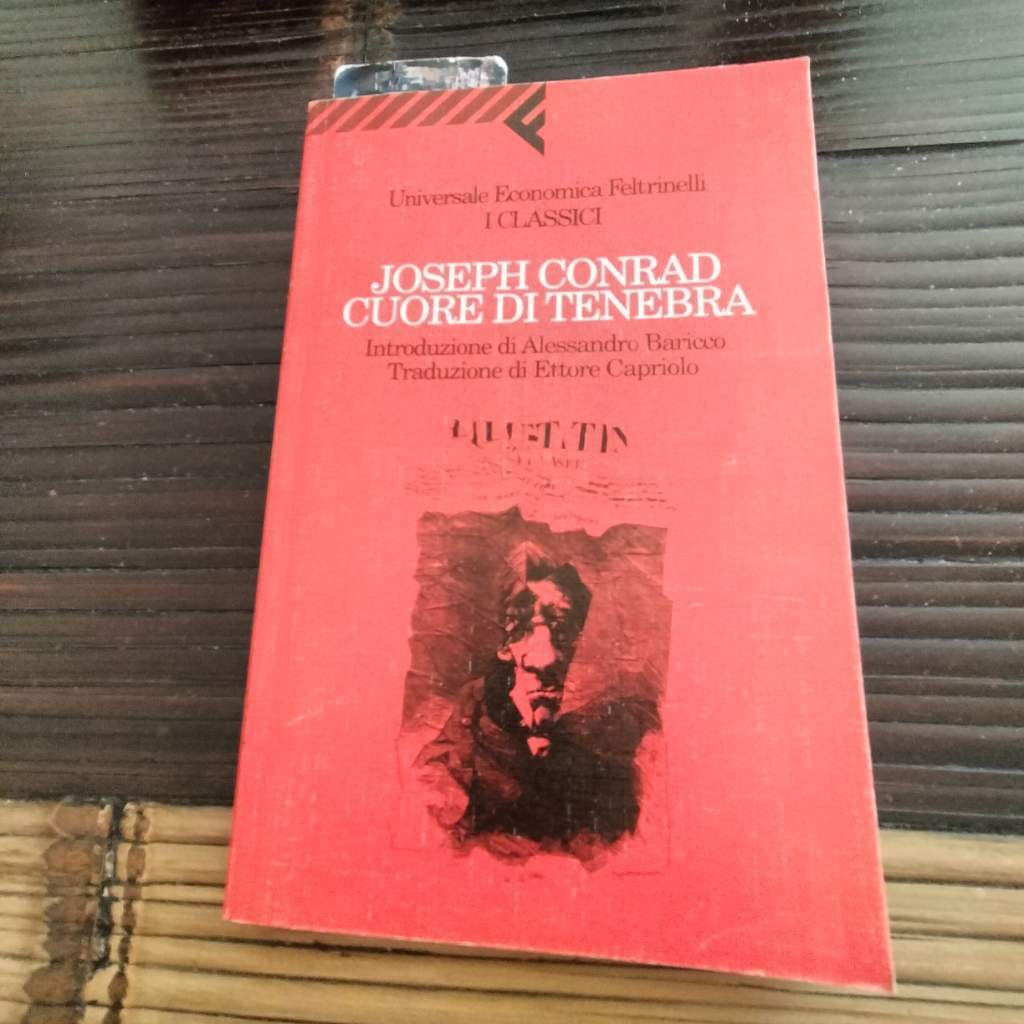 Universale Economica Feltrinelli
I CLASSICI
JOSEPH CONRAD
CUORE DI TENEBRA
Introduzione di Alessandro Baricco
Traduzione di Ettore Capriolo